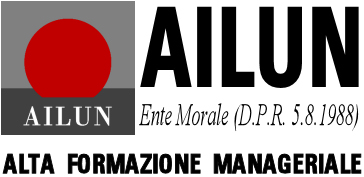 AILUN
AILUN
Ente Morale (D.P.R. 5.8.1988)
ALTA FORMAZIONE MANAGERIALE